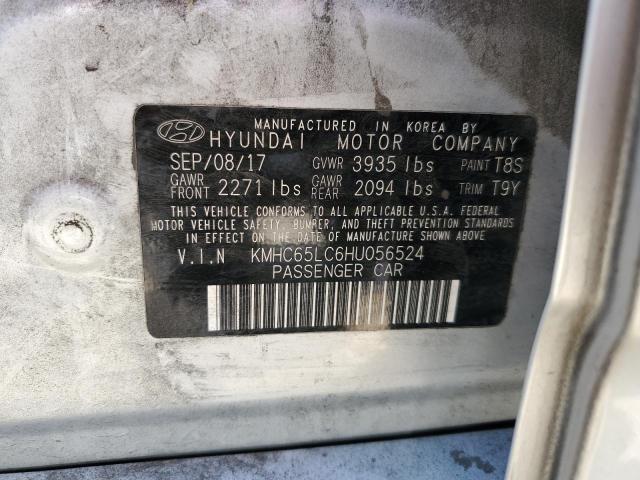 MANUFACTURED IN KOREA BY
HYUNDAI MOTOR COMPANY
SEP/08/17 GVWR 3935 lbs PAINT T8S
GAWR FRONT 2271 lbs GAWR REAR 2094 lbs TRIM T9Y
THIS VEHICLE CONFORMS TO ALL APPLICABLE U.S.A. FEDERAL
MOTOR VEHICLE SAFETY, BUMPER, AND THEFT PREVENTION STANDARDS
IN EFFECT ON THE DATE OF MANUFACTURE SHOWN ABOVE.
V.I.N KMHC65LC6HU056524
PASSENGER CAR